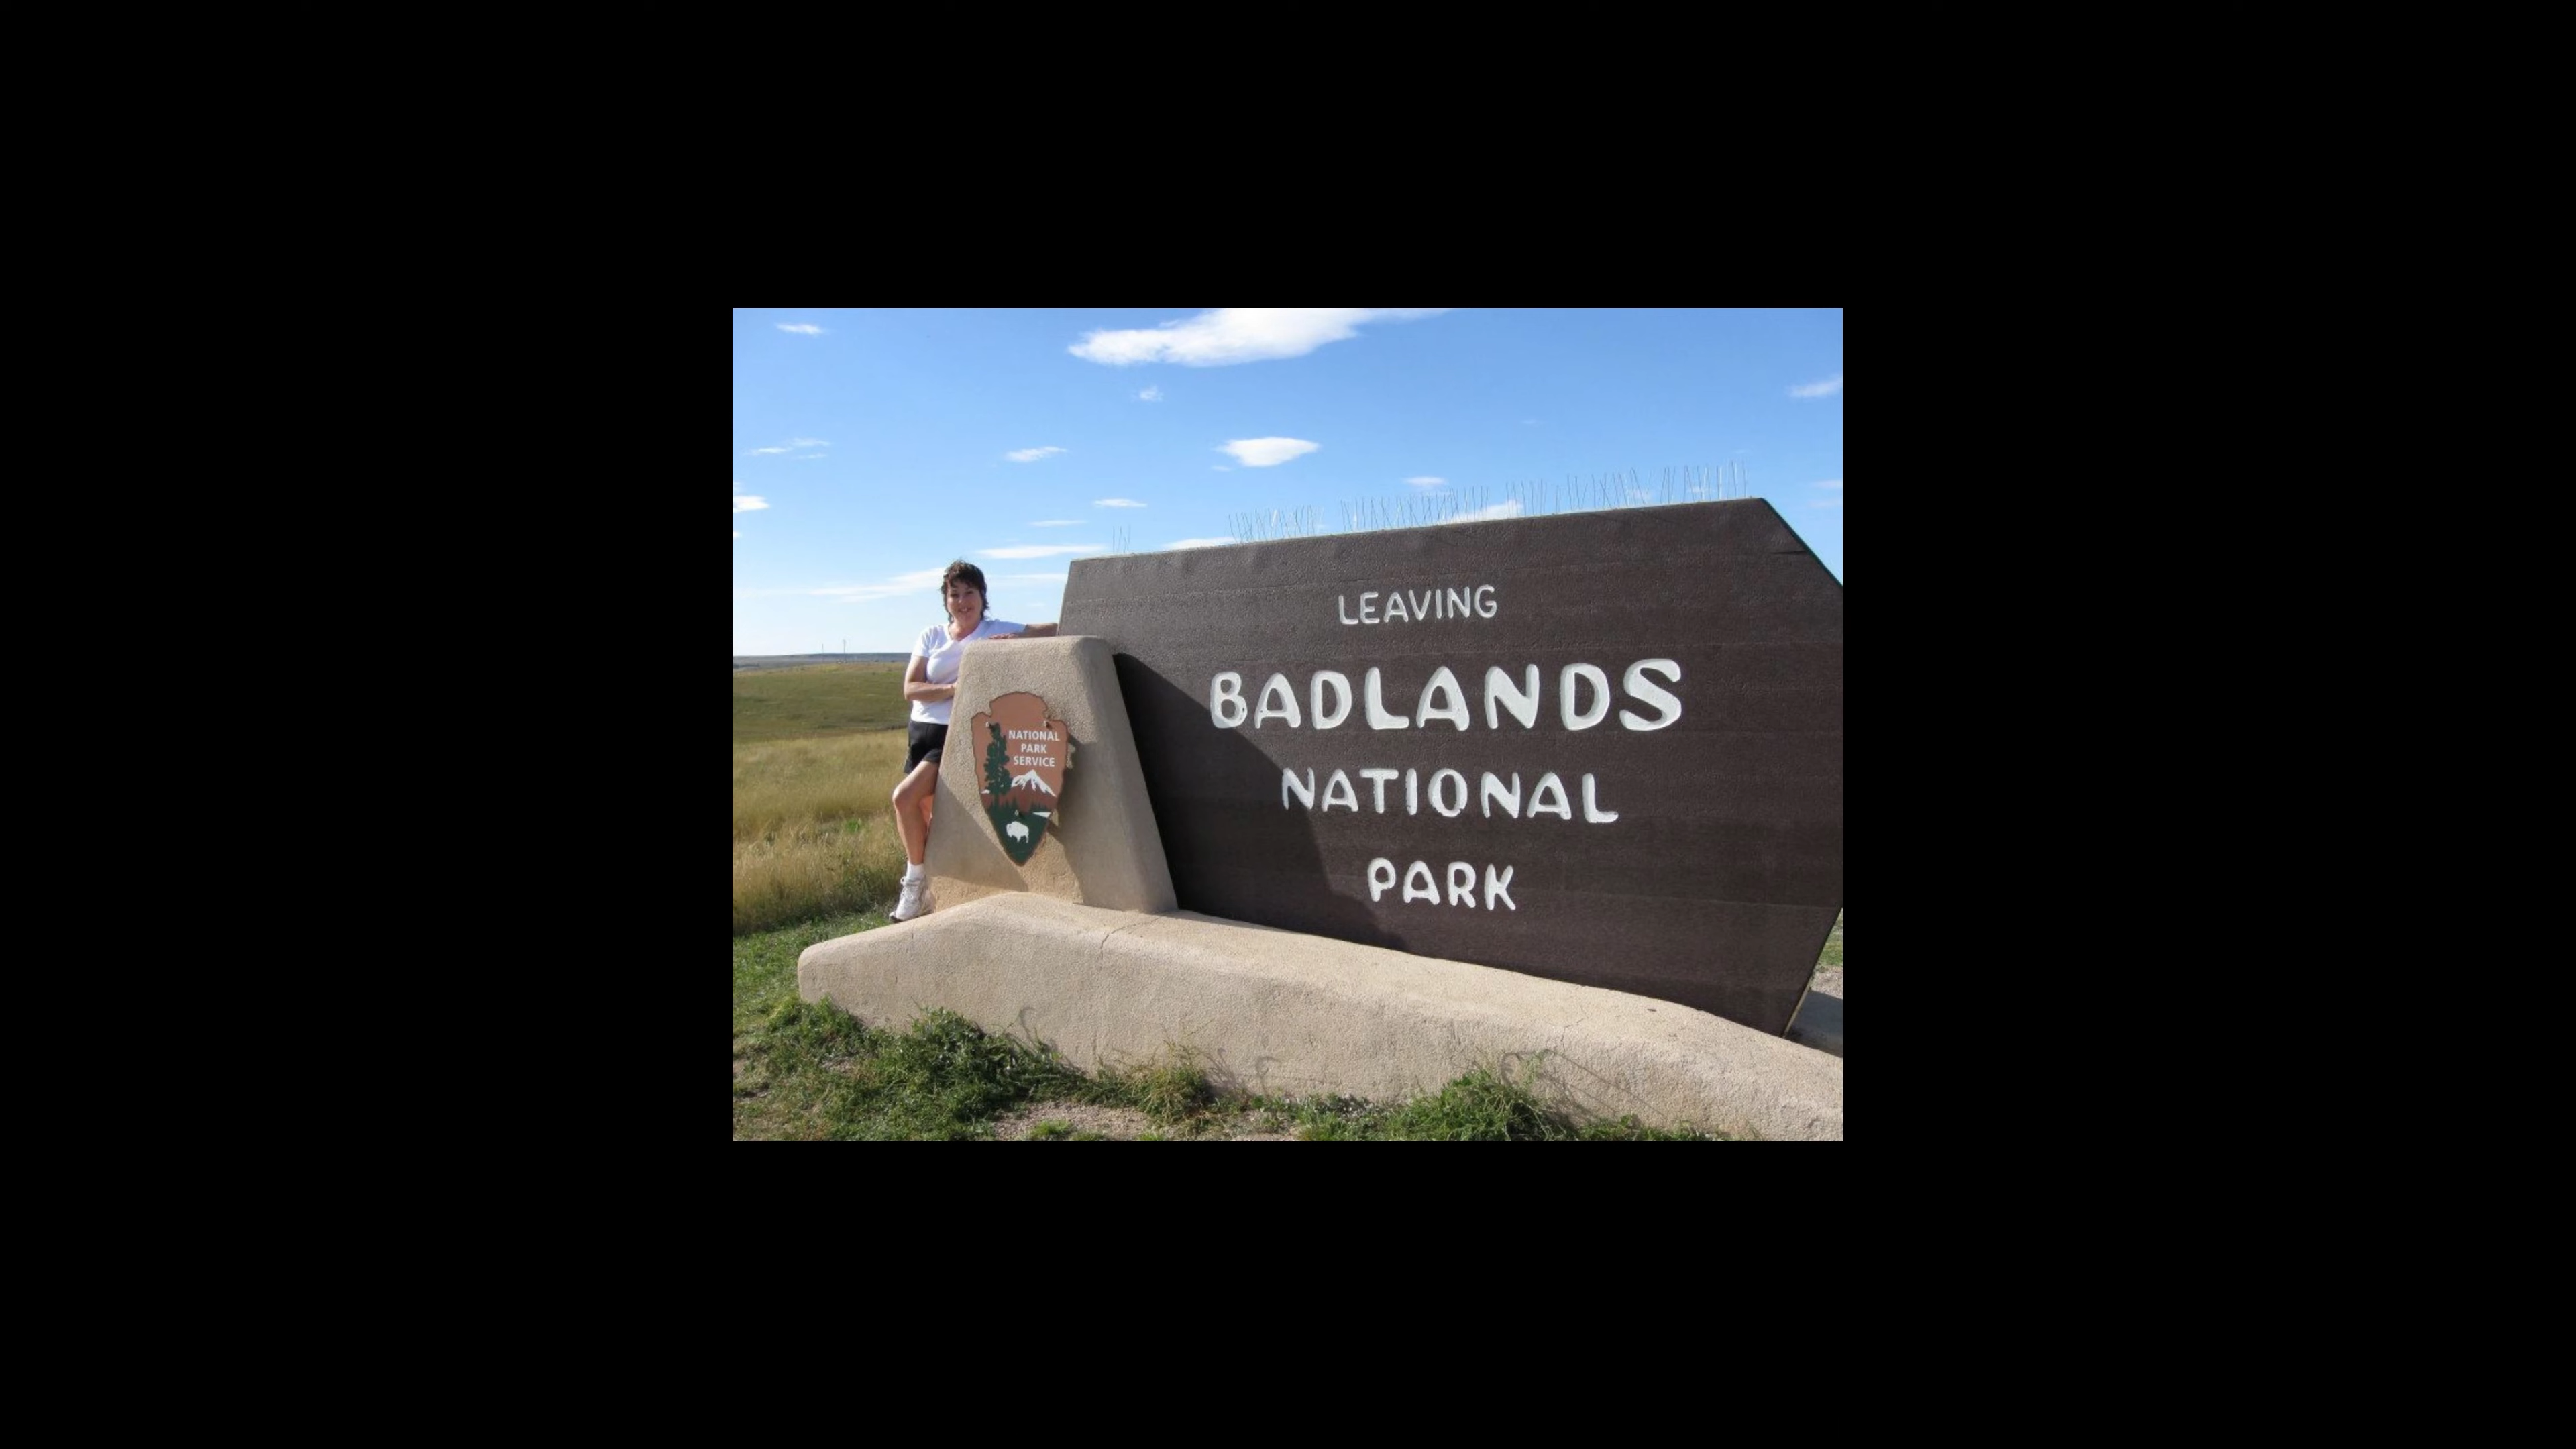 NATIONAL
PARK
SERVICE
LEAVING
BADLANDS
NATIONAL
PARK